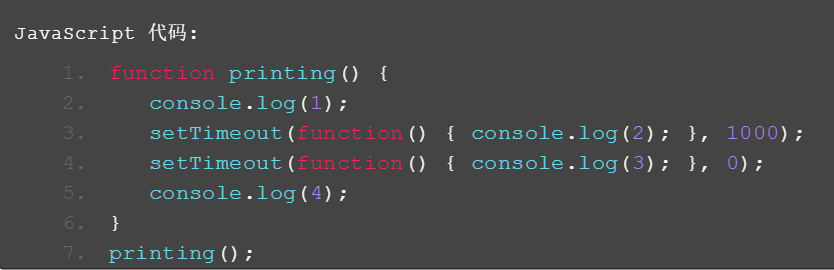 JavaScript 代码:
1. function printing() {
2. console.log(1);
3. setTimeout(function() { console.log(2); }, 1000);
4. setTimeout(function() { console.log(3); }, 0);
5. console.log(4);
6. }
7. printing();